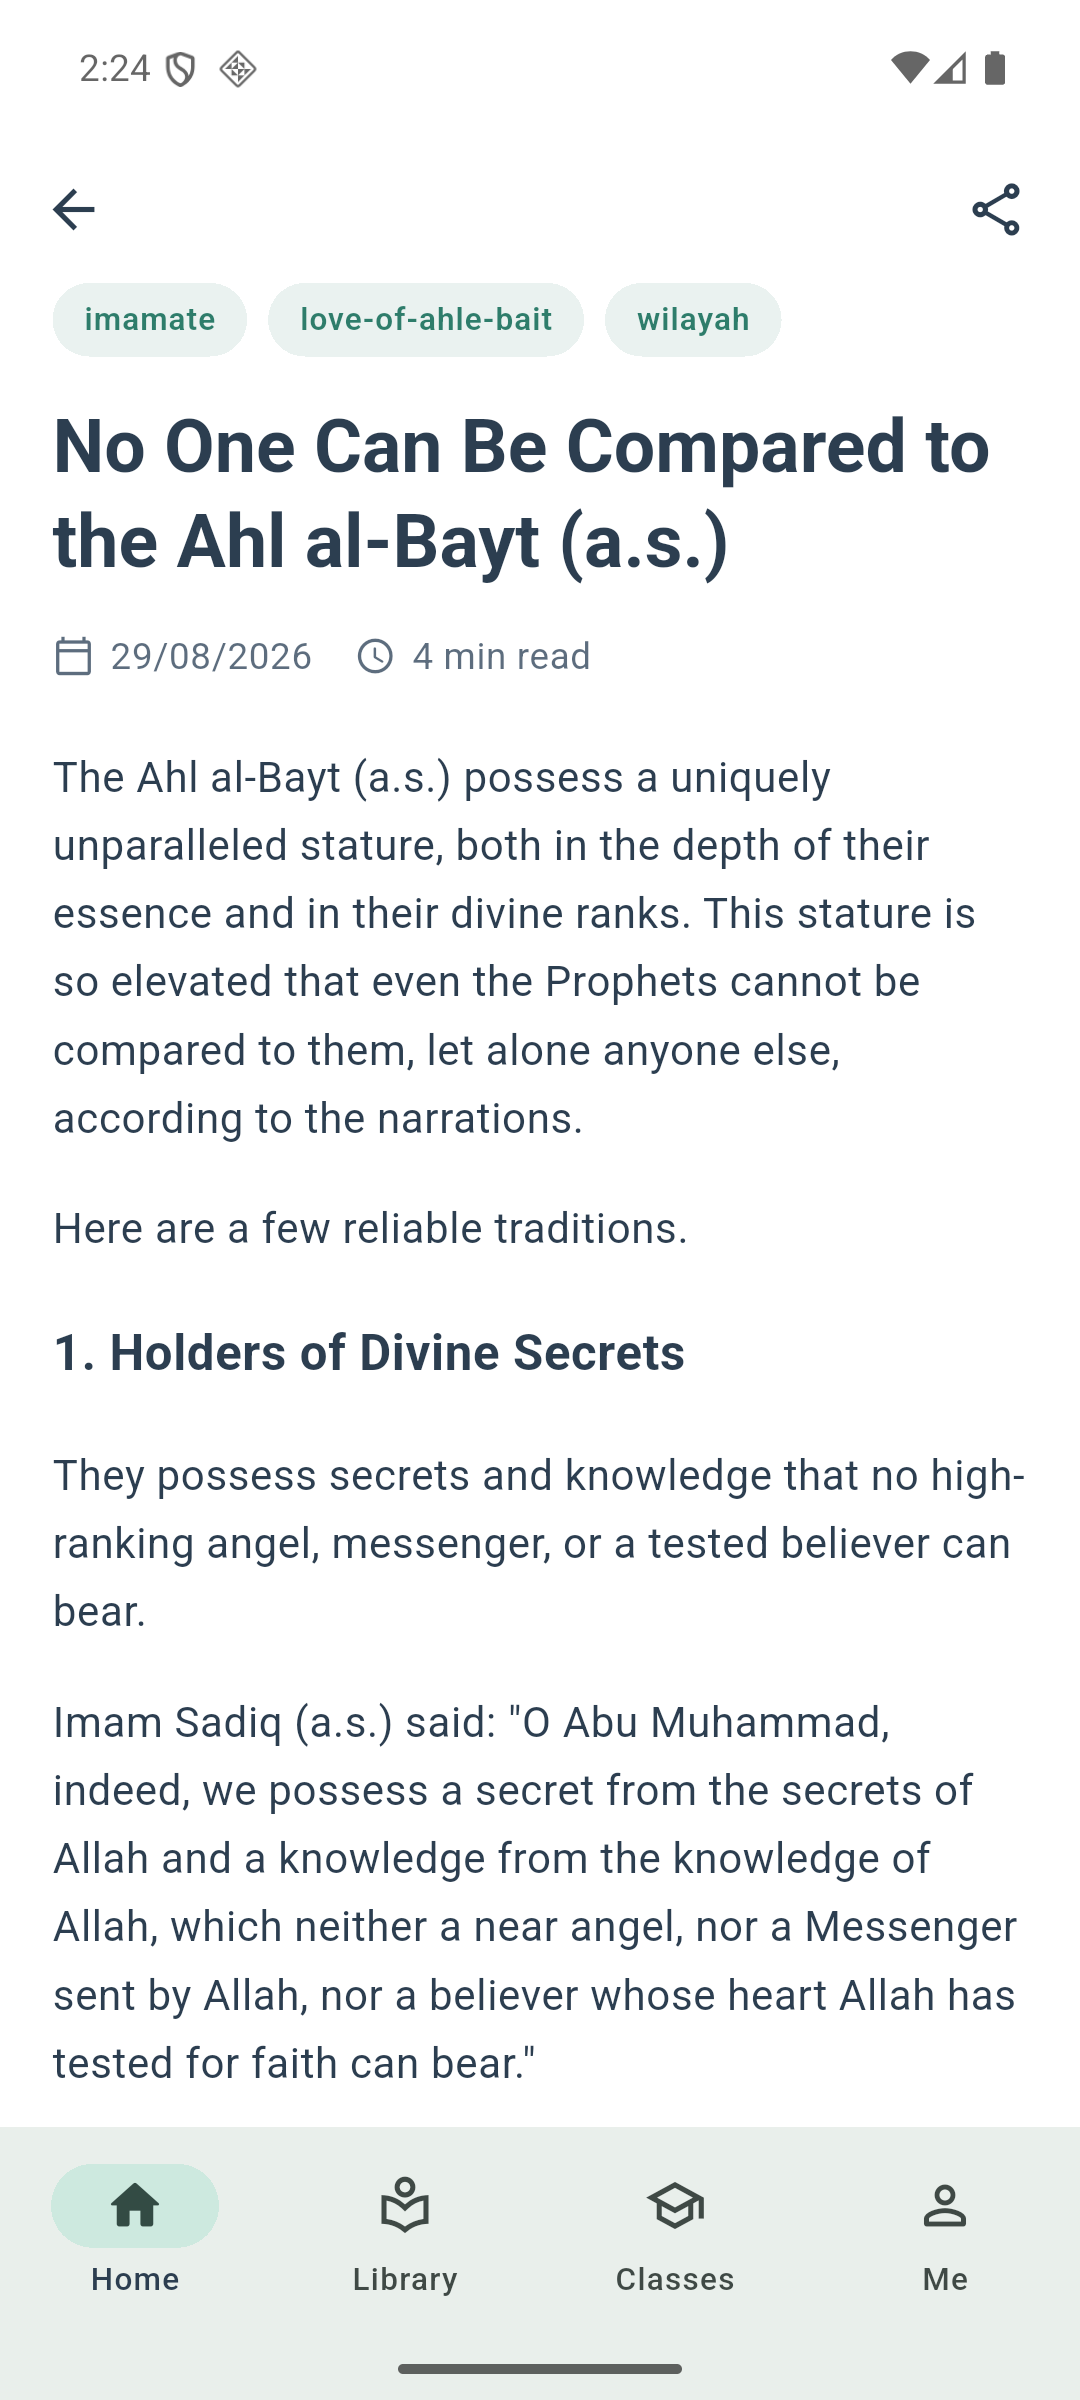 2:24
imamate
love-of-ahle-bait
wilayah
No One Can Be Compared to
the Ahl al-Bayt (a.s.)
29/08/2026
4 min read
The Ahl al-Bayt (a.s.) possess a uniquely
unparalleled stature, both in the depth of their
essence and in their divine ranks. This stature is
so elevated that even the Prophets cannot be
compared to them, let alone anyone else,
according to the narrations.
Here are a few reliable traditions.
1. Holders of Divine Secrets
They possess secrets and knowledge that no high-
ranking angel, messenger, or a tested believer can
bear.
Imam Sadiq (a.s.) said: "O Abu Muhammad,
indeed, we possess a secret from the secrets of
Allah and a knowledge from the knowledge of
Allah, which neither a near angel, nor a Messenger
sent by Allah, nor a believer whose heart Allah has
tested for faith can bear."
Home
Library
Classes
Me